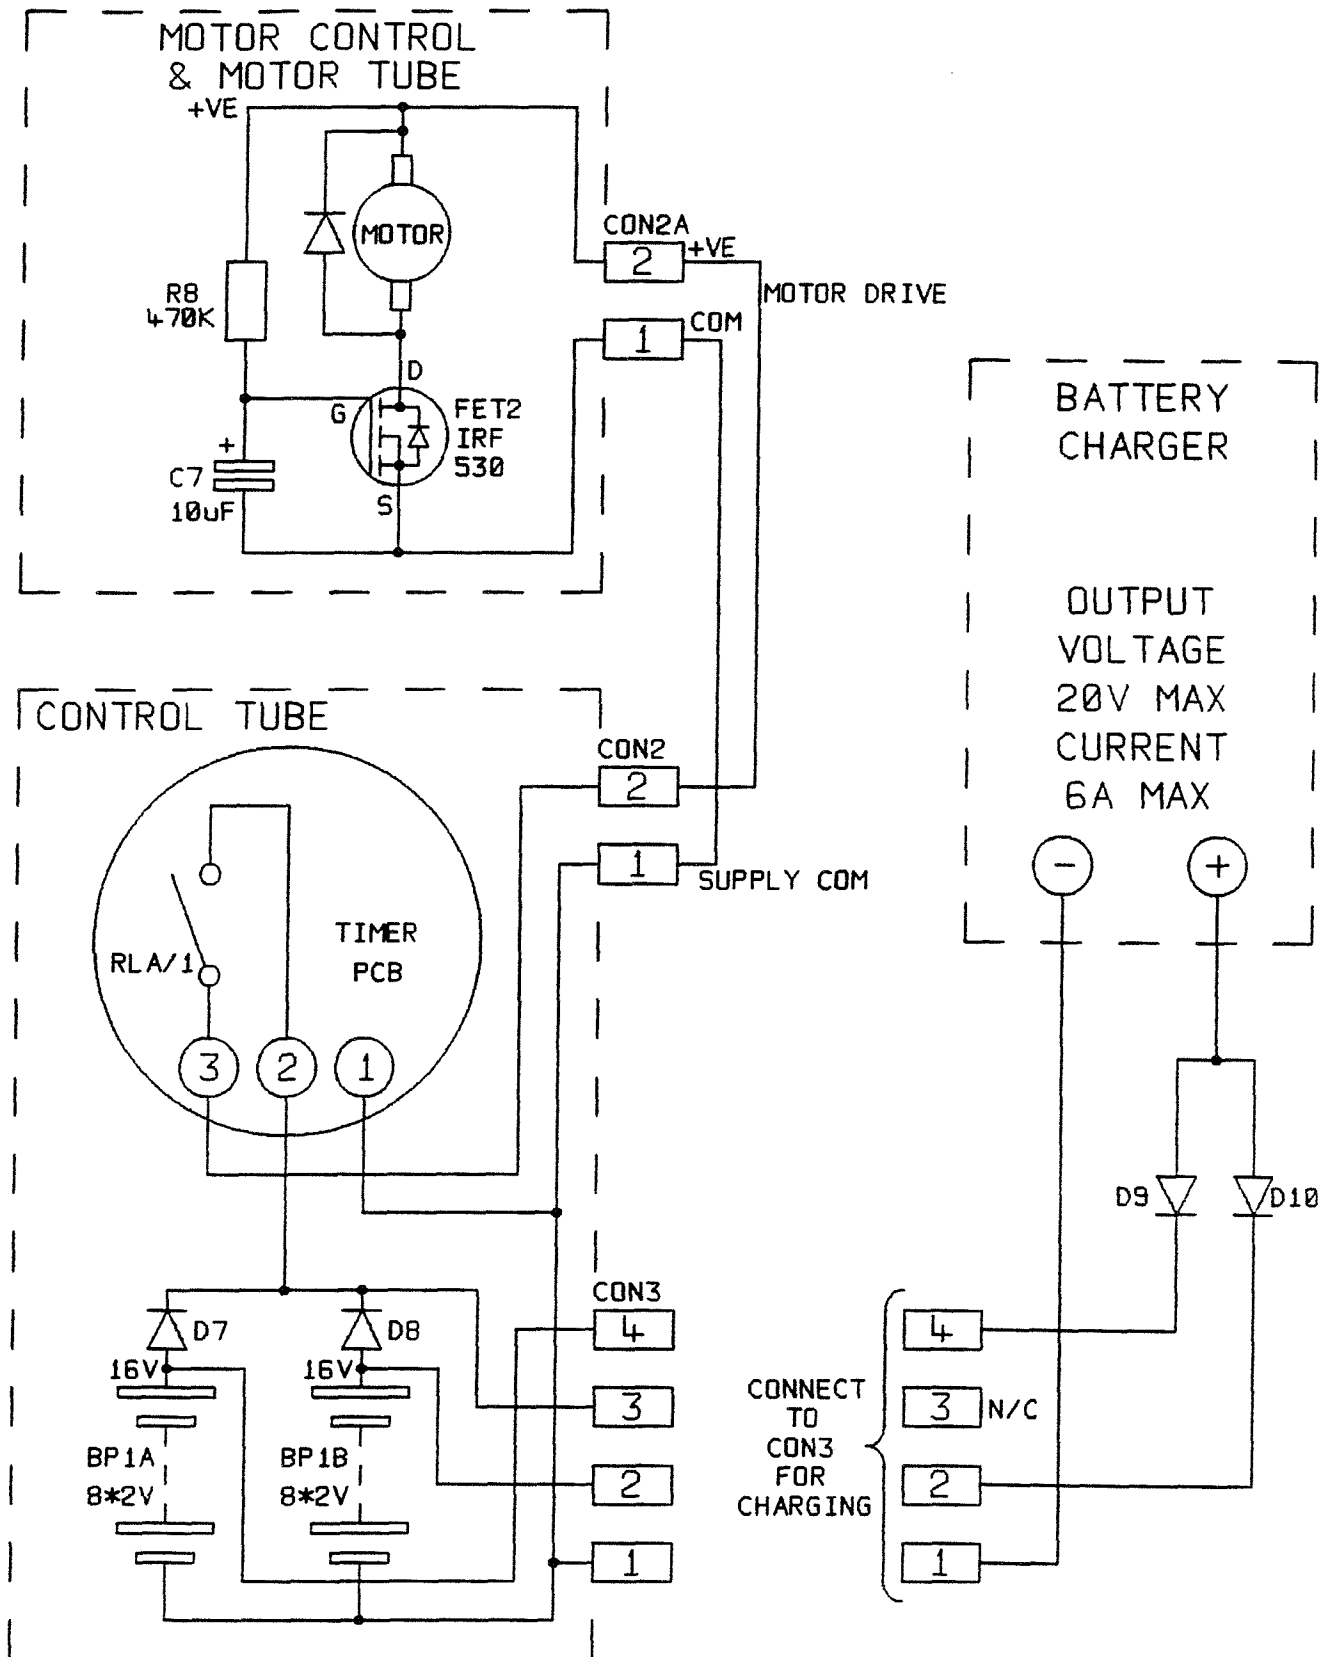 MOTOR CONTROL
& MOTOR TUBE
+VE
MOTOR
R8
470K
D
G
FET2
IRF
530
+
C7
10uF
S
CON2A
2
+VE
MOTOR DRIVE
1
COM
BATTERY
CHARGER
OUTPUT
VOLTAGE
20V MAX
CURRENT
6A MAX
-
+
CONTROL TUBE
CON2
2
1
SUPPLY COM
TIMER
PCB
RLA/1
3
2
1
D9
D10
D7
D8
16V
16V
BP1A
8*2V
BP1B
8*2V
CON3
4
3
2
1
CONNECT
TO
CON3
FOR
CHARGING
4
3
N/C
2
1